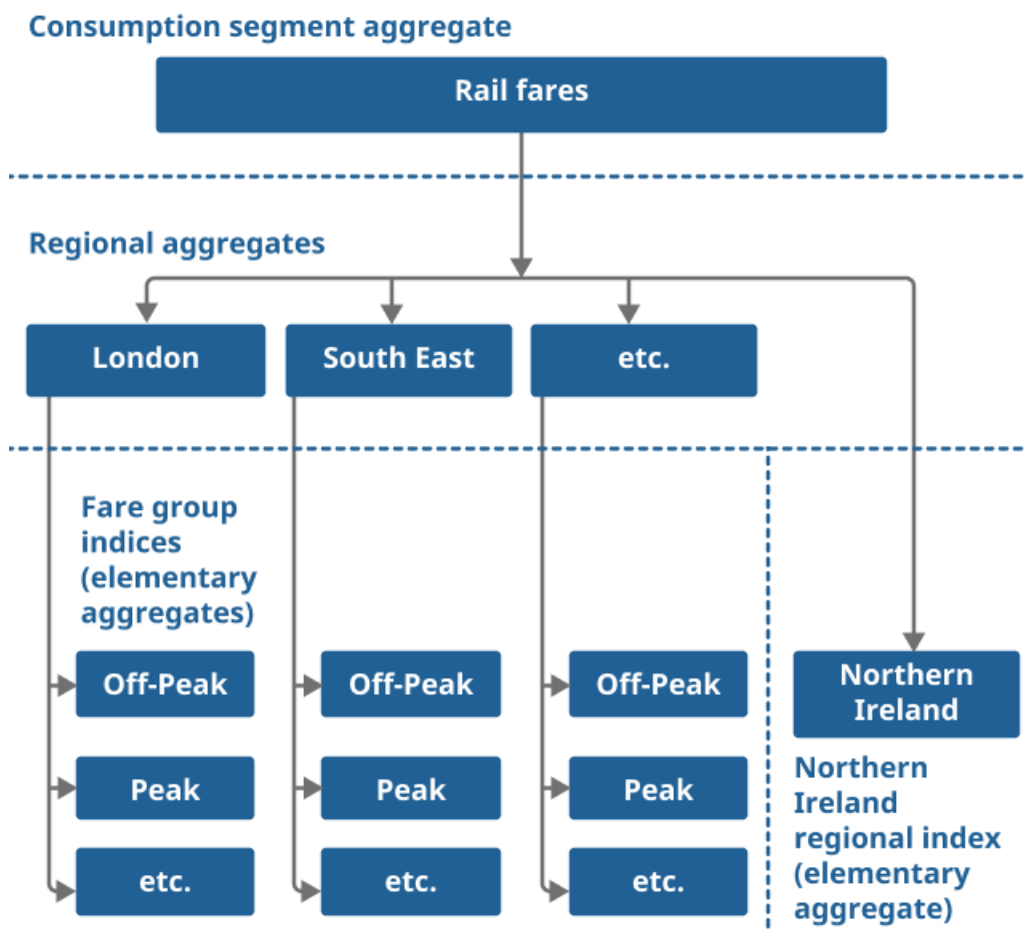 Consumption segment aggregate
Rail fares
Regional aggregates
London
South East
etc.
Fare group
indices
(elementary
aggregates)
Off-Peak
Off-Peak
Off-Peak
Northern
Ireland
Peak
Peak
Peak
Northern
Ireland
regional index
(elementary
aggregate)
etc.
etc.
etc.